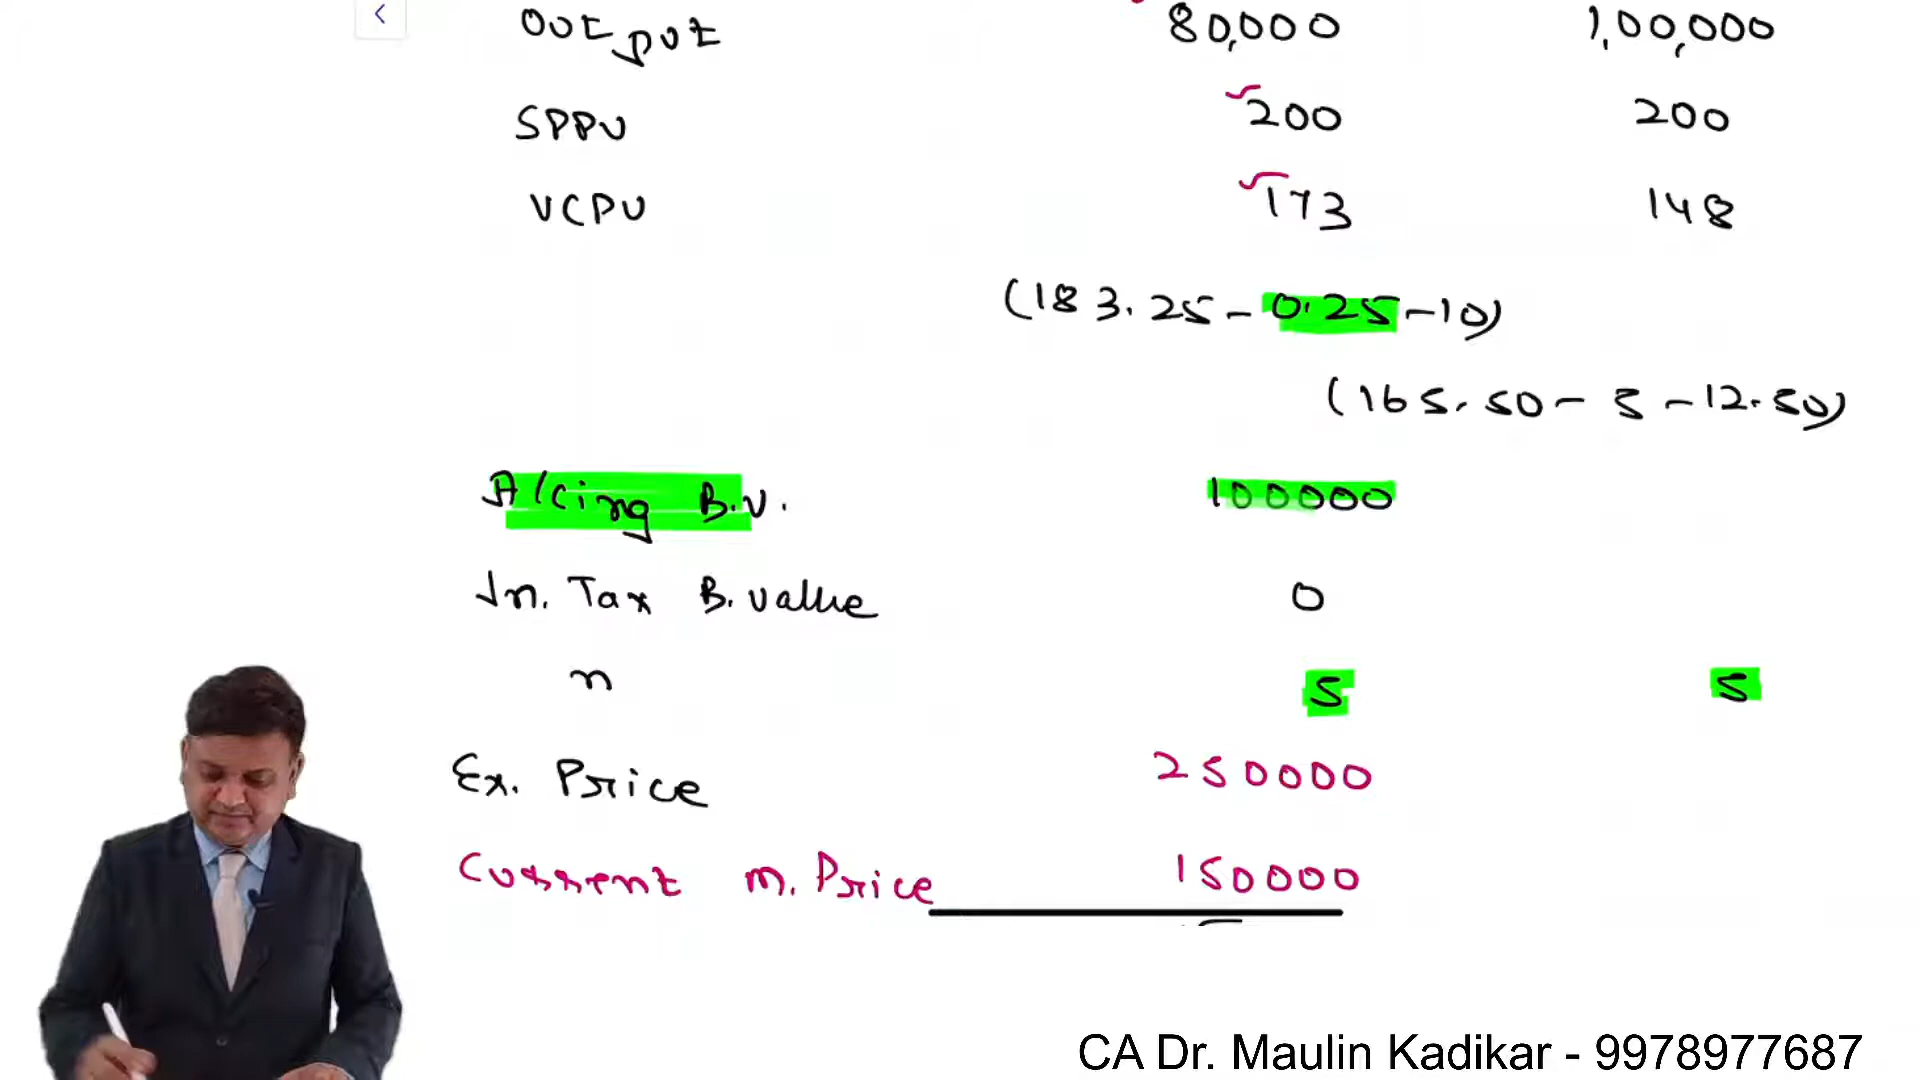 Output 80,000 1,00,000
SPPU 200 200
VCPU 173 148
(183.25 - 0.25 - 10)
(165.50 - 5 - 12.50)
A/cing B.V. 100000
In. Tax B. value 0
n 5 5
Ex. Price 250000
Current m. Price 150000
CA Dr. Maulin Kadikar - 9978977687